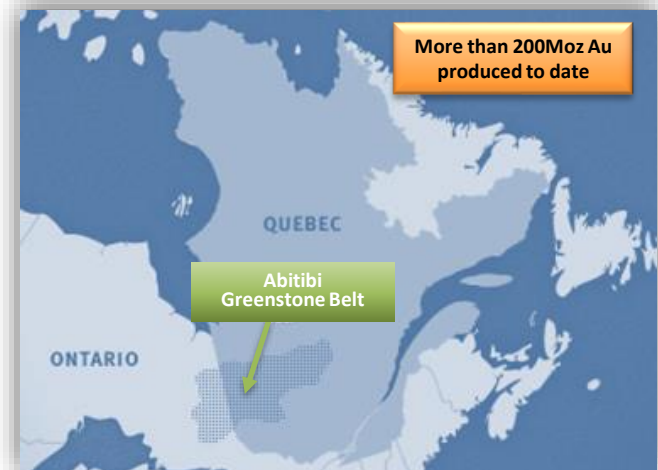 More than 200Moz Au
produced to date
QUEBEC
Abitibi
Greenstone Belt
ONTARIO